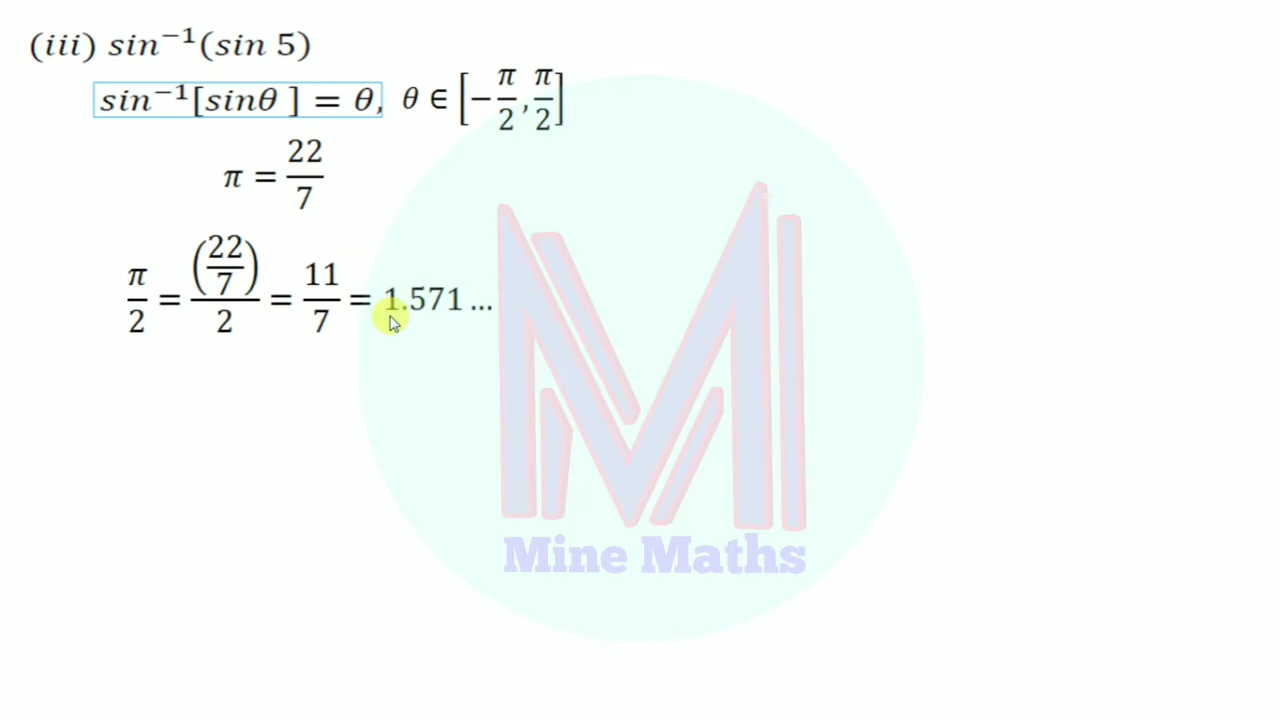 (iii) sin⁻¹(sin 5)
sin⁻¹[sinθ ] = θ, θ ∈ [−π/2, π/2]
π = 22/7
π/2 = (22/7)/2 = 11/7 = 1.571 ...
Mine Maths